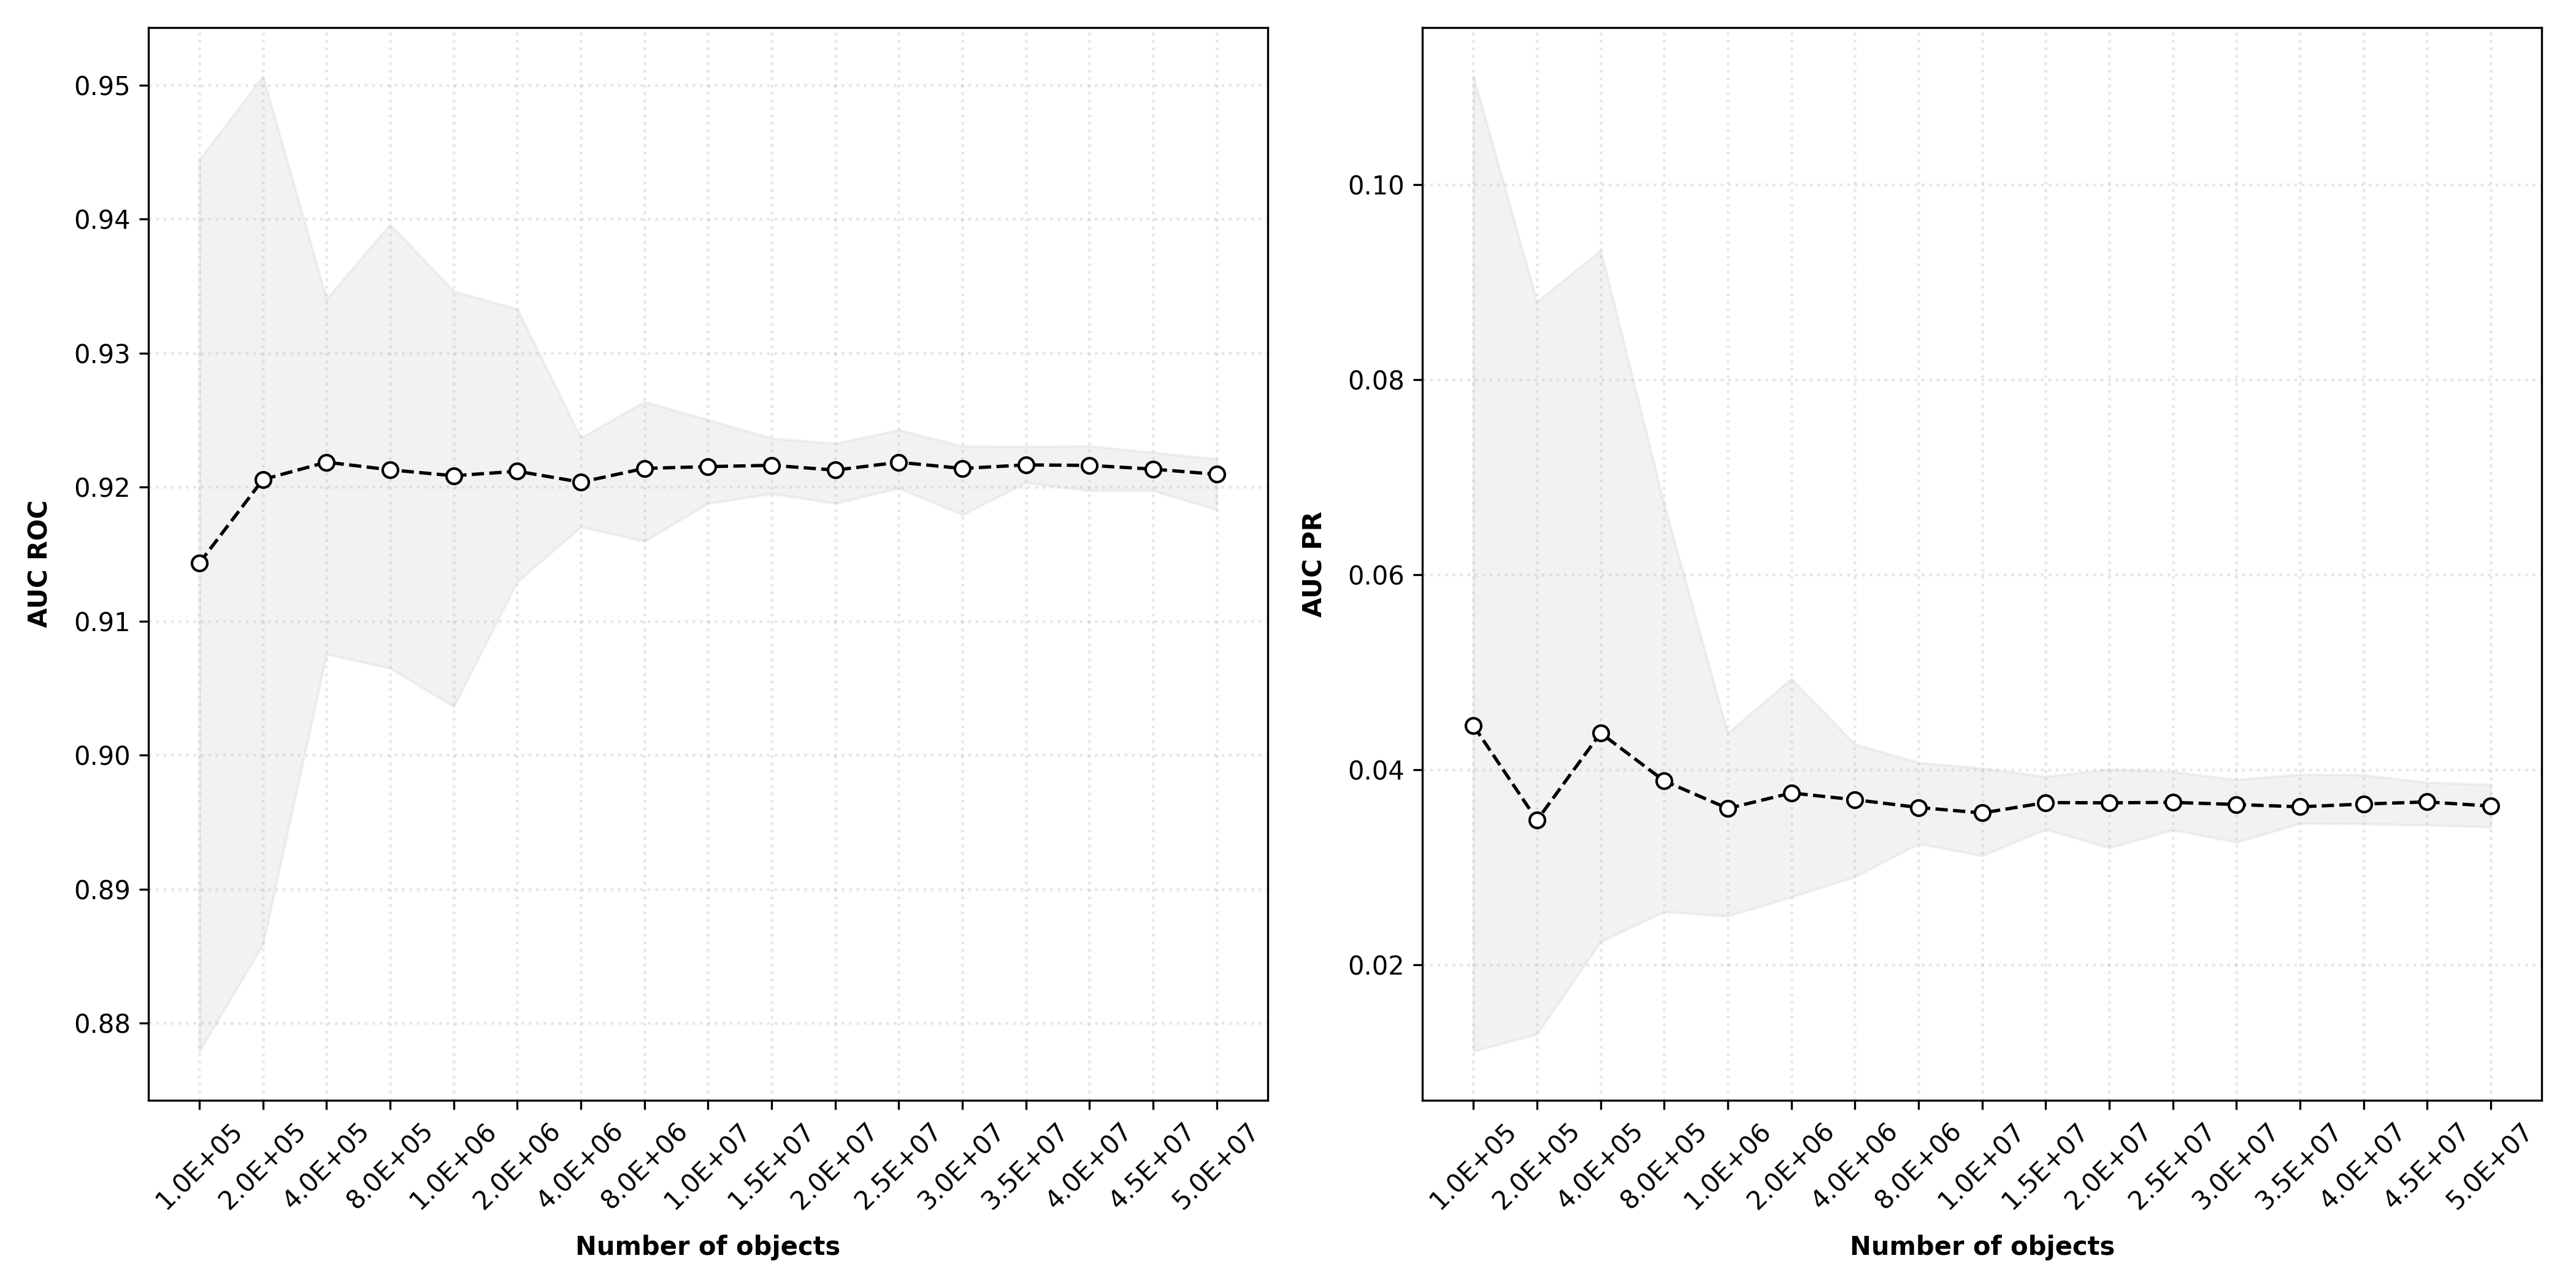 AUC ROC
0.95
0.94
0.93
0.92
0.91
0.90
0.89
0.88
1.0E+05
2.0E+05
4.0E+05
8.0E+05
1.0E+06
2.0E+06
4.0E+06
8.0E+06
1.0E+07
1.5E+07
2.0E+07
2.5E+07
3.0E+07
3.5E+07
4.0E+07
4.5E+07
5.0E+07
Number of objects
AUC PR
0.10
0.08
0.06
0.04
0.02
1.0E+05
2.0E+05
4.0E+05
8.0E+05
1.0E+06
2.0E+06
4.0E+06
8.0E+06
1.0E+07
1.5E+07
2.0E+07
2.5E+07
3.0E+07
3.5E+07
4.0E+07
4.5E+07
5.0E+07
Number of objects